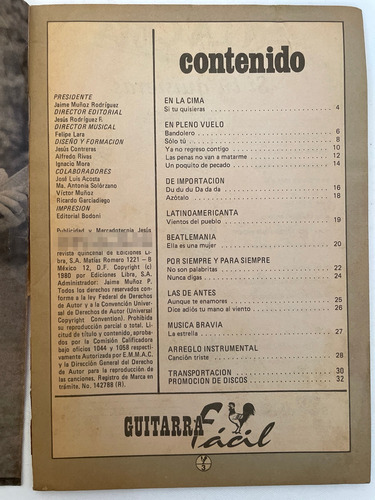 contenido
PRESIDENTE
Jaime Muñoz Rodríguez
DIRECTOR EDITORIAL
Jesús Rodríguez F.
DIRECTOR MUSICAL
Felipe Lara
DISEÑO Y FORMACION
Jesús Contreras
Alfredo Rivas
Ignacio Mora
COLABORADORES
José Luis Acosta
Ma. Antonia Solórzano
Víctor Muñoz
Ricardo Garciadiego
IMPRESION
Editorial Bodoni
Publicidad y Mercadotecnia Jesús
revista quincenal de Ediciones Li-
bra, S.A. Matías Romero 1221 - B
México 12, D.F. Copyright (c)
1980 por Ediciones Libra, S.A.
Administrador: Jaime Muñoz P.
Todos los derechos reservados confor-
me a la Ley Federal de Derechos
de Autor y a la Convención Univer-
sal de Derechos de Autor (Universal
Copyright Convention). Prohibida
su reproducción parcial o total. Li-
citud de título y contenido, aproba-
dos por la Comisión Calificadora
bajo oficios 1044 y 1058 respectiva-
mente Autorizado por E.M.M.A.C.
y la Dirección General del Derecho
de Autor para la reproducción de
las canciones. Registro de Marca en
trámite, No. 142788 (R).
EN LA CIMA
Si tu quisieras 4
EN PLENO VUELO
Bandolero 6
Sólo tú 8
Ya no regreso contigo 10
Las penas no van a matarme 12
Un poquito de pecado 14
DE IMPORTACION
Du du du Da da da 16
Azótalo 18
LATINOAMERICANTA
Vientos del pueblo 19
BEATLEMANIA
Ella es una mujer 20
POR SIEMPRE Y PARA SIEMPRE
No son palabritas 22
Nunca digas 24
LAS DE ANTES
Aunque te enamores 25
Dice adiós tu mano al viento 26
MUSICA BRAVIA
La estrella 27
ARREGLO INSTRUMENTAL
Canción triste 28
TRANSPORTACION 30
PROMOCION DE DISCOS 32
GUITARRA Fácil